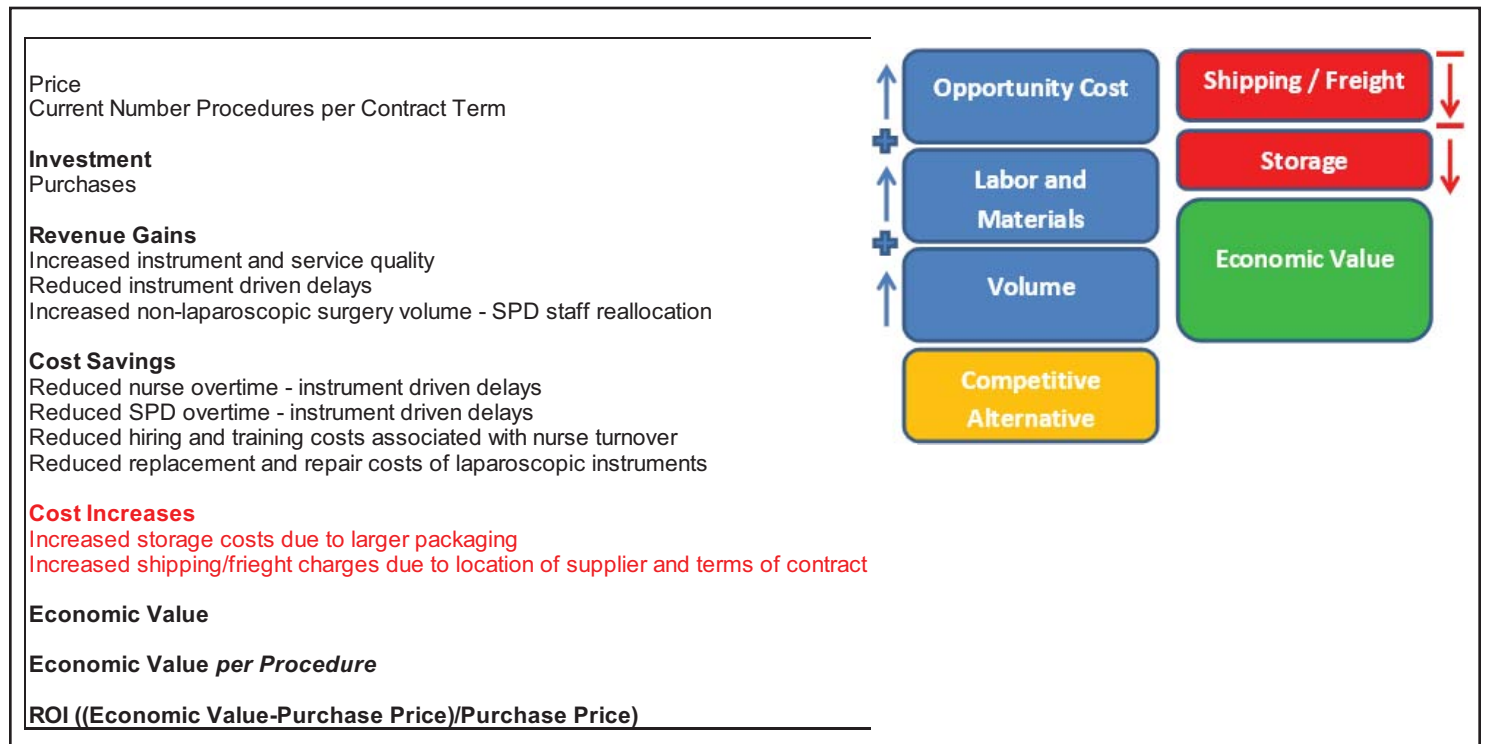 Price
Current Number Procedures per Contract Term
Investment
Purchases
Revenue Gains
Increased instrument and service quality
Reduced instrument driven delays
Increased non-laparoscopic surgery volume - SPD staff reallocation
Cost Savings
Reduced nurse overtime - instrument driven delays
Reduced SPD overtime - instrument driven delays
Reduced hiring and training costs associated with nurse turnover
Reduced replacement and repair costs of laparoscopic instruments
Cost Increases
Increased storage costs due to larger packaging
Increased shipping/frieght charges due to location of supplier and terms of contract
Economic Value
Economic Value per Procedure
ROI ((Economic Value-Purchase Price)/Purchase Price)
Opportunity Cost
Labor and
Materials
Volume
Competitive
Alternative
Shipping / Freight
Storage
Economic Value